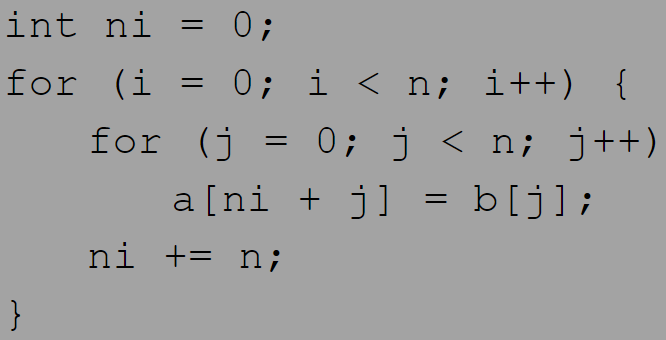 int ni = 0;
for (i = 0; i < n; i++) {
    for (j = 0; j < n; j++)
        a[ni + j] = b[j];
    ni += n;
}